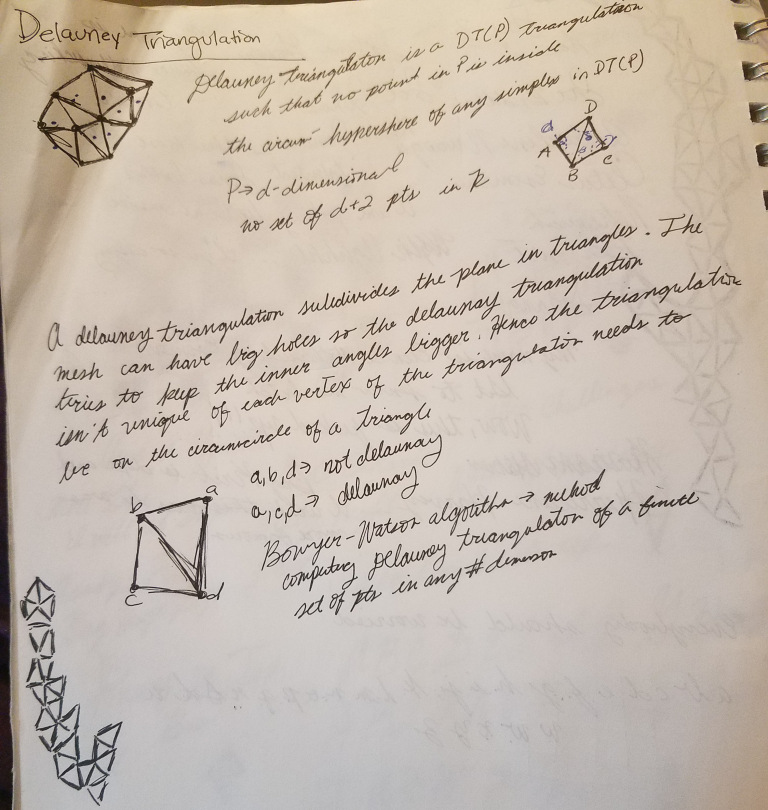 Delauney Triangulation
Delauney triangulation is a DT(P) triangulation
such that no point in P is inside
the circum-hypershere of any simplex in DT(P)
D
A
B
C
P→d-dimensional
no set of d+2 pts in
A delauney triangulation subdivides the plane in triangles. The
mesh can have big holes so the delaunay triangulation
tries to keep the inner angles bigger. Hence the triangulation
isn't unique of each vertex of the triangulation needs to
be on the circumcircle of a triangle
a,b,d→ not delaunay
a,c,d→ delaunay
b
a
c
d
Bowyer-Watson algorithm → method
computing Delauney triangulation of a finite
set of pts in any # dimension